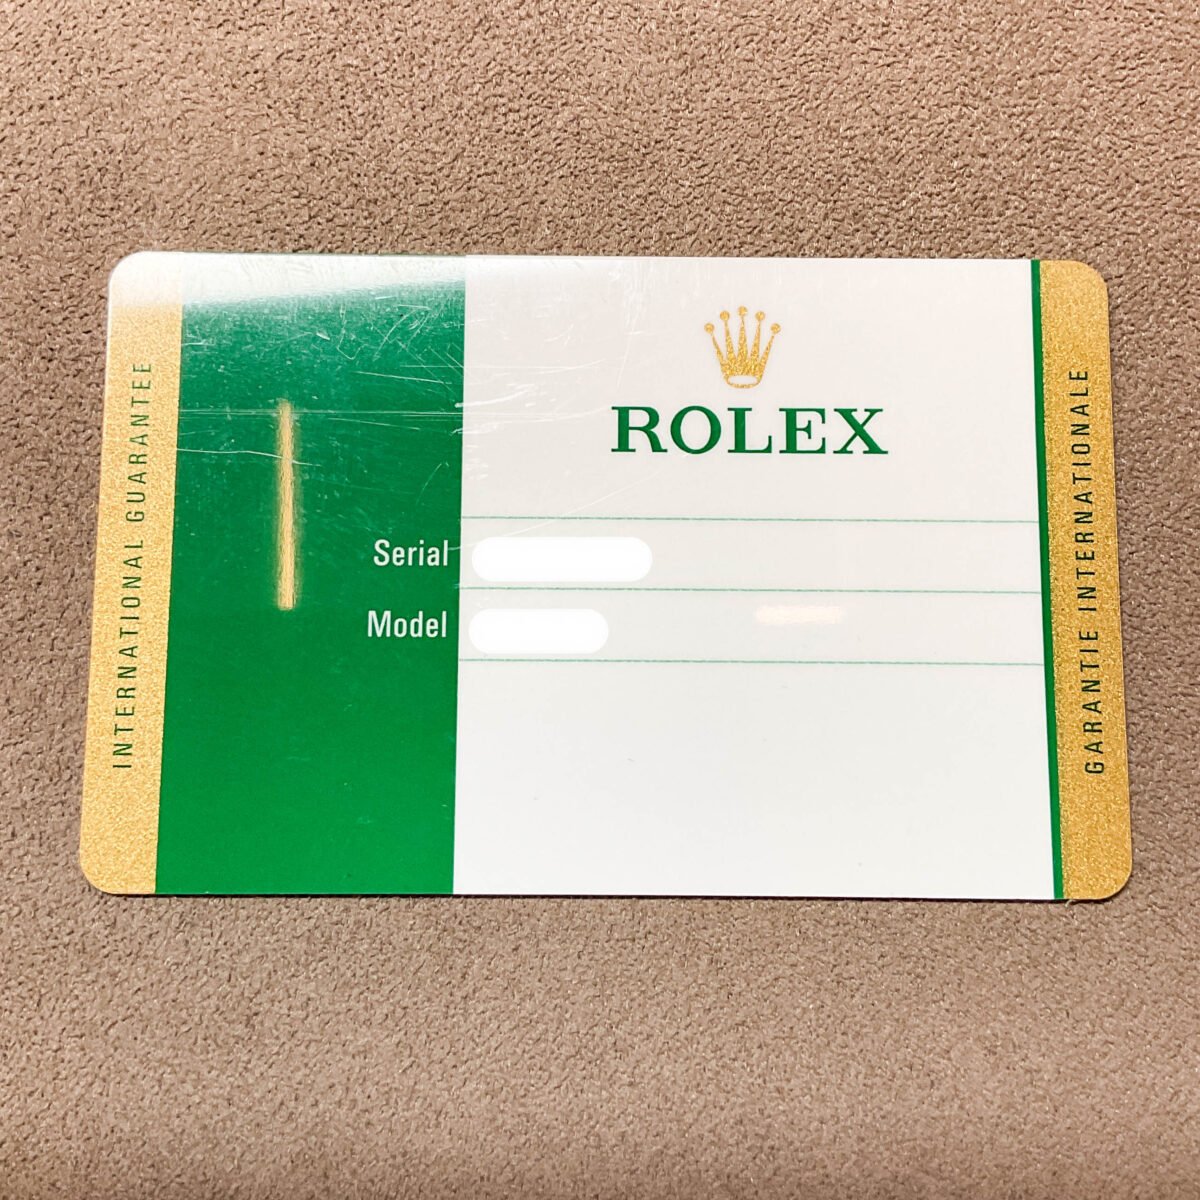 INTERNATIONAL GUARANTEE
ROLEX
Serial
Model
GARANTIE INTERNATIONALE